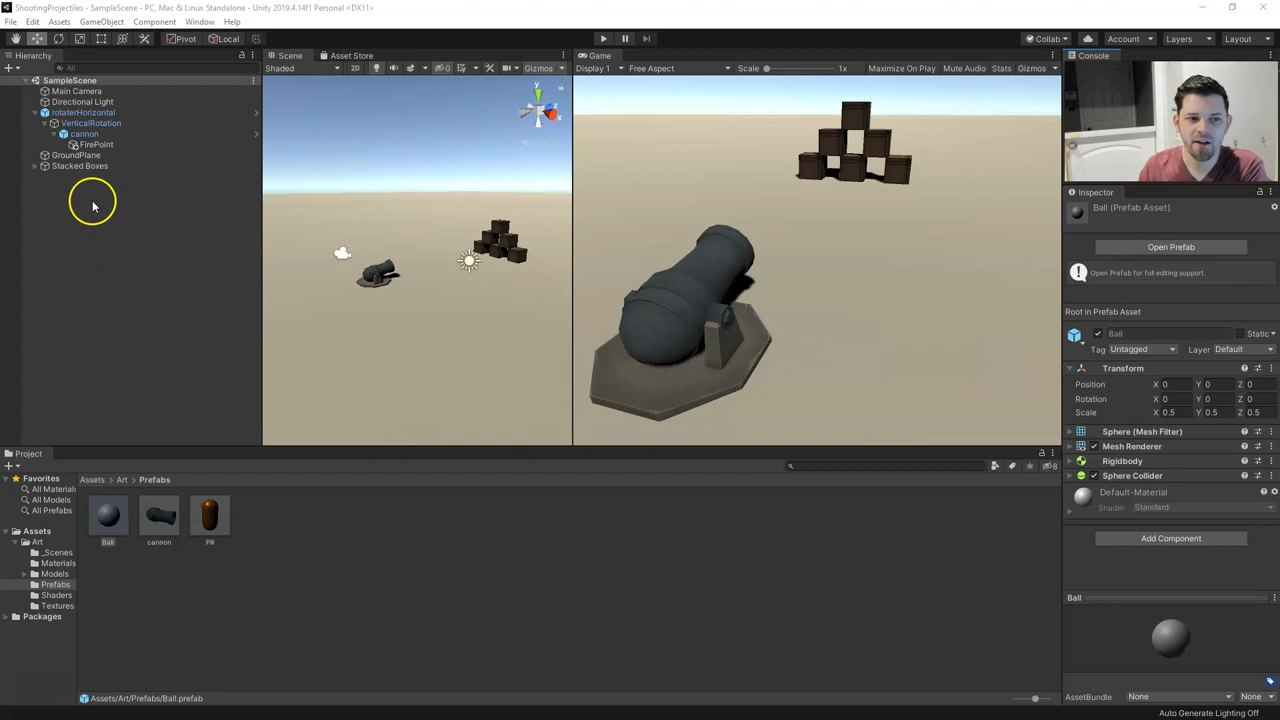 ShootingProjectiles - SampleScene - PC, Mac & Linux Standalone - Unity 2019.4.14f1 Personal <DX11>
File Edit Assets GameObject Component Window Help
Pivot Local Collab Account Layers Layout
Hierarchy Scene Asset Store Game Console
All Shaded 2D 0 Gizmos Display 1 Free Aspect Scale 1x Maximize On Play Mute Audio Stats Gizmos
SampleScene
Main Camera
Directional Light
rotaterHorizontal
VerticalRotation
cannon
FirePoint
GroundPlane
Stacked Boxes
y
Inspector
Ball (Prefab Asset)
Open Prefab
Open Prefab for full editing support.
Root in Prefab Asset
Ball Static
Tag Untagged Layer Default
Transform
Position X 0 Y 0 Z 0
Rotation X 0 Y 0 Z 0
Scale X 0.5 Y 0.5 Z 0.5
Sphere (Mesh Filter)
Mesh Renderer
Rigidbody
Sphere Collider
Default-Material
Shader Standard
Add Component
Ball
AssetBundle None None
Auto Generate Lighting Off
Project
8
Favorites
All Materials
All Models
All Prefabs
Assets
Art
_Scenes
Materials
Models
Prefabs
Shaders
Textures
Packages
Assets Art Prefabs
Ball cannon Pill
Assets/Art/Prefabs/Ball.prefab